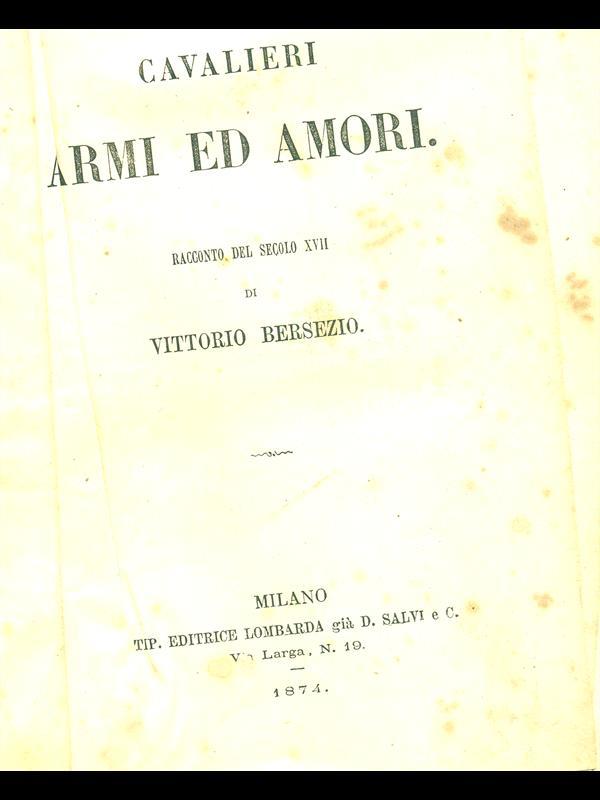 CAVALIERI
ARMI ED AMORI.
RACCONTO DEL SECOLO XVII
DI
VITTORIO BERSEZIO.
MILANO
TIP. EDITRICE LOMBARDA già D. SALVI e C.
Via Larga, N. 19.
1874.